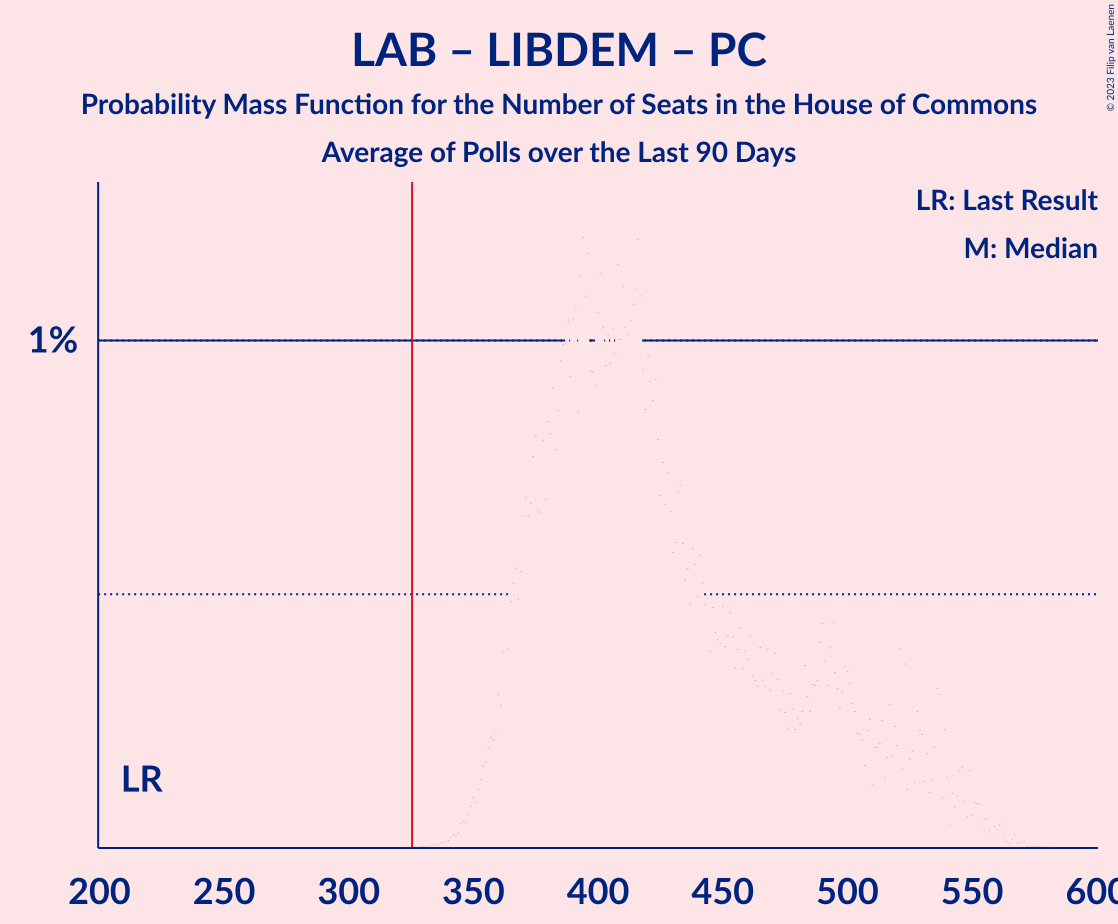 LAB – LIBDEM – PC
Probability Mass Function for the Number of Seats in the House of Commons
Average of Polls over the Last 90 Days
© 2023 Filip van Laenen
LR: Last Result
M: Median
1%
LR
200 250 300 350 400 450 500 550 600